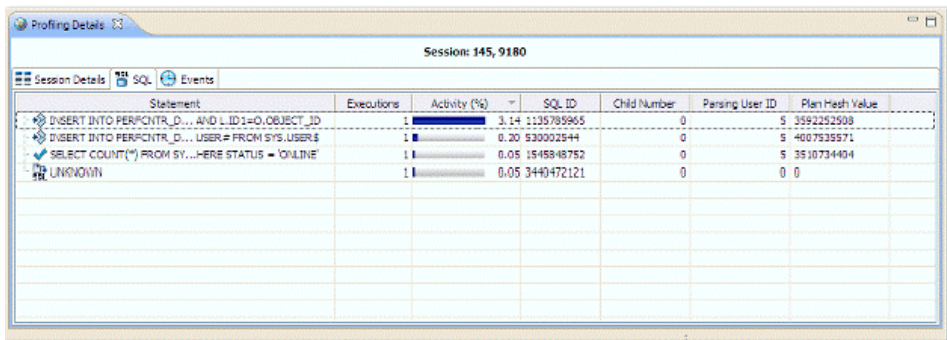 Profiling Details
Session: 145, 9180
Session Details SQL Events
Statement Executions Activity (%) SQL ID Child Number Parsing User ID Plan Hash Value
INSERT INTO PERFCNTR_D... AND L.ID1=O.OBJECT_ID 1 3.14 1135785965 0 5 3592252508
INSERT INTO PERFCNTR_D... USER# FROM SYS.USER$ 1 0.20 530002544 0 5 4007535571
SELECT COUNT(*) FROM SY...HERE STATUS = 'ONLINE' 1 0.05 1545848752 0 5 3510734404
UNKNOWN 1 0.05 3440472121 0 0 0